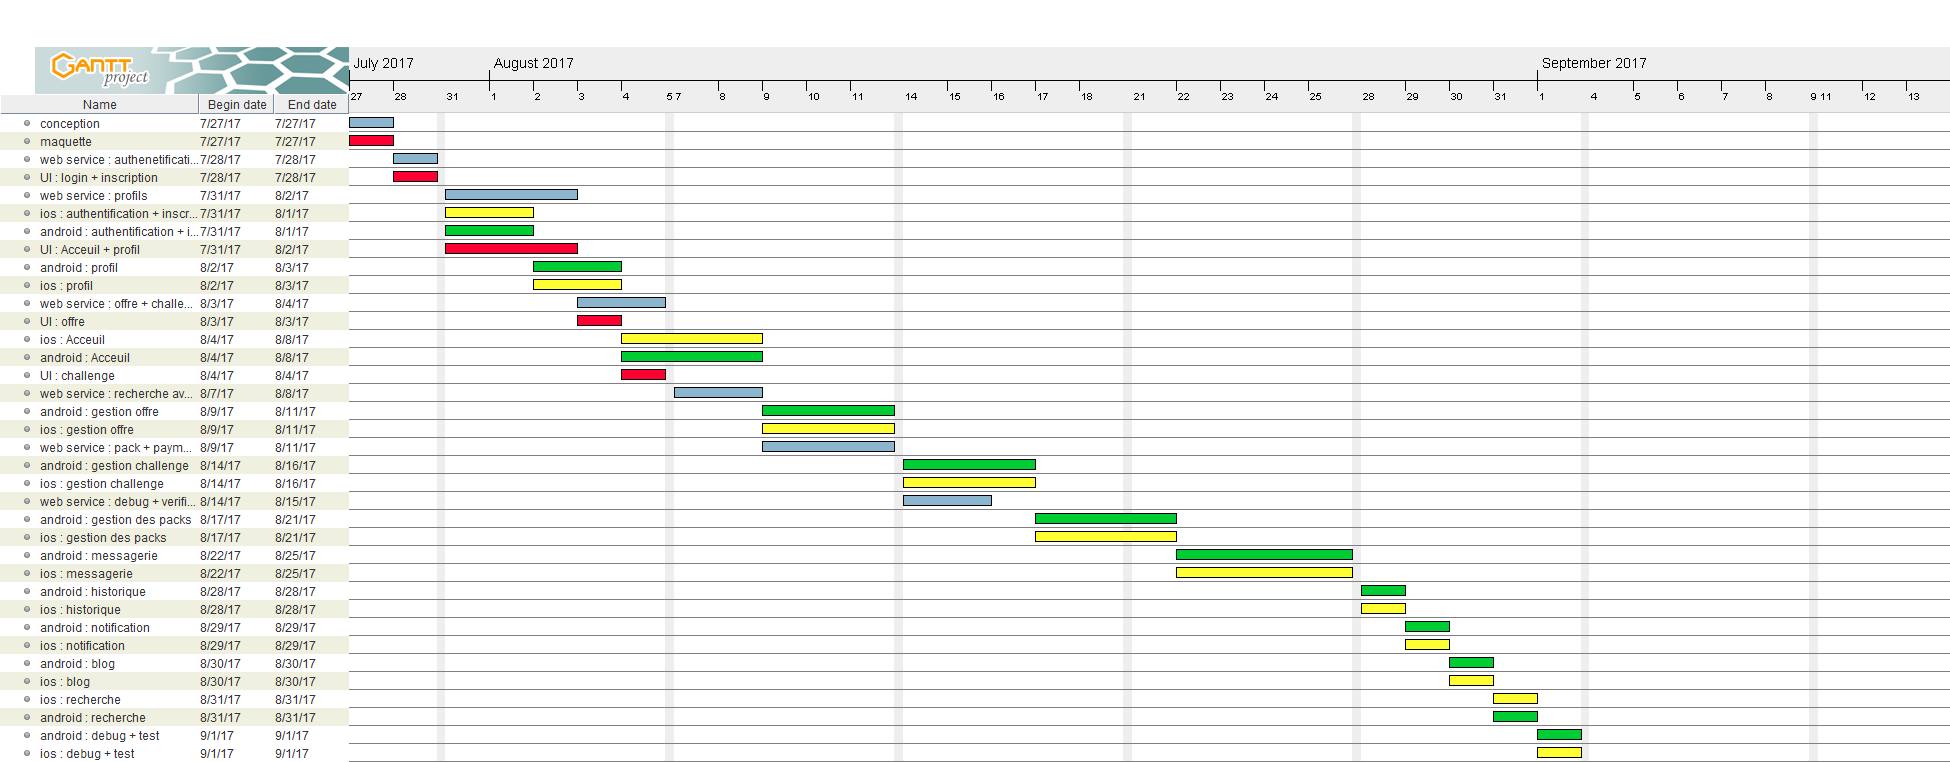 GANTT project
July 2017 August 2017 September 2017
Name Begin date End date 27 28 31 1 2 3 4 5 7 8 9 10 11 14 15 16 17 18 21 22 23 24 25 28 29 30 31 1 4 5 6 7 8 9 11 12 13
conception 7/27/17 7/27/17
maquette 7/27/17 7/27/17
web service : authenetificati... 7/28/17 7/28/17
UI : login + inscription 7/28/17 7/28/17
web service : profils 7/31/17 8/2/17
ios : authentification + inscr... 7/31/17 8/1/17
android : authentification + i... 7/31/17 8/1/17
UI : Acceuil + profil 7/31/17 8/2/17
android : profil 8/2/17 8/3/17
ios : profil 8/2/17 8/3/17
web service : offre + challe... 8/3/17 8/4/17
UI : offre 8/3/17 8/3/17
ios : Acceuil 8/4/17 8/8/17
android : Acceuil 8/4/17 8/8/17
UI : challenge 8/4/17 8/4/17
web service : recherche av... 8/7/17 8/8/17
android : gestion offre 8/9/17 8/11/17
ios : gestion offre 8/9/17 8/11/17
web service : pack + paym... 8/9/17 8/11/17
android : gestion challenge 8/14/17 8/16/17
ios : gestion challenge 8/14/17 8/16/17
web service : debug + verifi... 8/14/17 8/15/17
android : gestion des packs 8/17/17 8/21/17
ios : gestion des packs 8/17/17 8/21/17
android : messagerie 8/22/17 8/25/17
ios : messagerie 8/22/17 8/25/17
android : historique 8/28/17 8/28/17
ios : historique 8/28/17 8/28/17
android : notification 8/29/17 8/29/17
ios : notification 8/29/17 8/29/17
android : blog 8/30/17 8/30/17
ios : blog 8/30/17 8/30/17
ios : recherche 8/31/17 8/31/17
android : recherche 8/31/17 8/31/17
android : debug + test 9/1/17 9/1/17
ios : debug + test 9/1/17 9/1/17